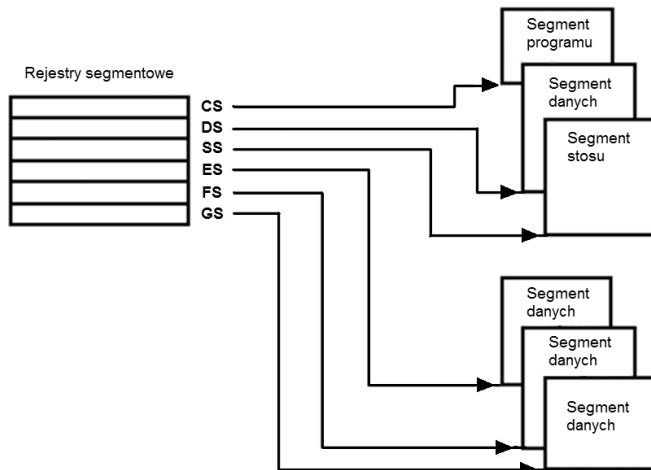 Segment
programu
Rejestry segmentowe
Segment
danych
CS
DS
SS
ES
FS
GS
Segment
stosu
Segment
danych
Segment
danych
Segment
danych